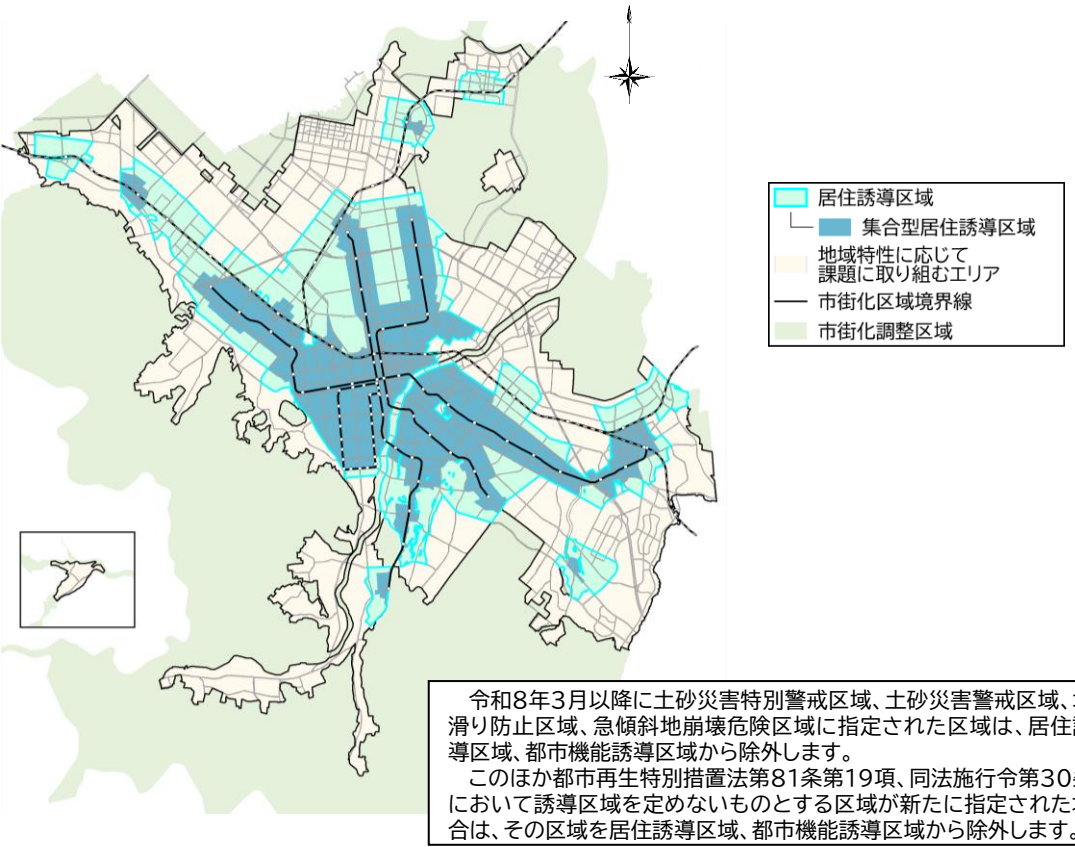 居住誘導区域
集合型居住誘導区域
地域特性に応じて
課題に取り組むエリア
市街化区域境界線
市街化調整区域
令和8年3月以降に土砂災害特別警戒区域、土砂災害警戒区域、
滑り防止区域、急傾斜地崩壊危険区域に指定された区域は、居住
導区域、都市機能誘導区域から除外します。
このほか都市再生特別措置法第81条第19項、同法施行令第30
において誘導区域を定めないものとする区域が新たに指定された
合は、その区域を居住誘導区域、都市機能誘導区域から除外します。